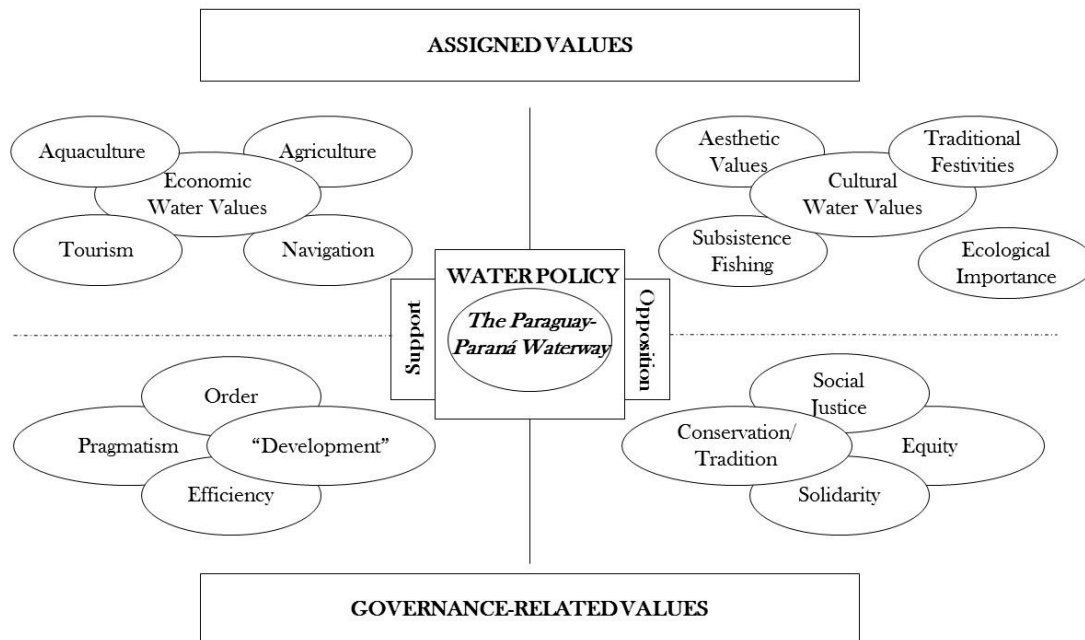 ASSIGNED VALUES
Aquaculture
Agriculture
Economic
Water Values
Tourism
Navigation
Aesthetic
Values
Traditional
Festivities
Cultural
Water Values
Subsistence
Fishing
Ecological
Importance
WATER POLICY
The Paraguay-
Paraná Waterway
Support
Opposition
Order
Pragmatism
“Development”
Efficiency
Social
Justice
Conservation/
Tradition
Equity
Solidarity
GOVERNANCE-RELATED VALUES